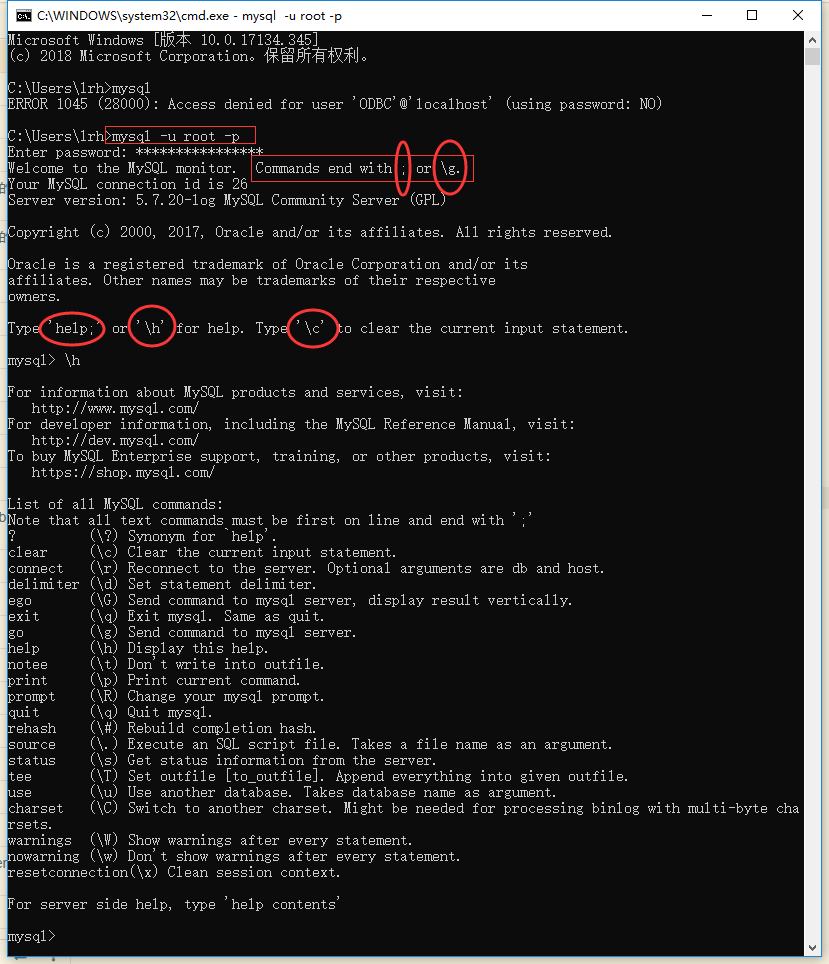 C:\WINDOWS\system32\cmd.exe - mysql  -u root -p
Microsoft Windows [版本 10.0.17134.345]
(c) 2018 Microsoft Corporation。保留所有权利。
C:\Users\lrh>mysql
ERROR 1045 (28000): Access denied for user 'ODBC'@'localhost' (using password: NO)
C:\Users\lrh>mysql -u root -p
Enter password: ****************
Welcome to the MySQL monitor.  Commands end with ; or \g.
Your MySQL connection id is 26
Server version: 5.7.20-log MySQL Community Server (GPL)
Copyright (c) 2000, 2017, Oracle and/or its affiliates. All rights reserved.
Oracle is a registered trademark of Oracle Corporation and/or its
affiliates. Other names may be trademarks of their respective
owners.
Type 'help;' or '\h' for help. Type '\c' to clear the current input statement.
mysql> \h
For information about MySQL products and services, visit:
   http://www.mysql.com/
For developer information, including the MySQL Reference Manual, visit:
   http://dev.mysql.com/
To buy MySQL Enterprise support, training, or other products, visit:
   https://shop.mysql.com/
List of all MySQL commands:
Note that all text commands must be first on line and end with ';'
?         (\?) Synonym for `help'.
clear     (\c) Clear the current input statement.
connect   (\r) Reconnect to the server. Optional arguments are db and host.
delimiter (\d) Set statement delimiter.
ego       (\G) Send command to mysql server, display result vertically.
exit      (\q) Exit mysql. Same as quit.
go        (\g) Send command to mysql server.
help      (\h) Display this help.
notee     (\t) Don't write into outfile.
print     (\p) Print current command.
prompt    (\R) Change your mysql prompt.
quit      (\q) Quit mysql.
rehash    (\#) Rebuild completion hash.
source    (\.) Execute an SQL script file. Takes a file name as an argument.
status    (\s) Get status information from the server.
tee       (\T) Set outfile [to_outfile]. Append everything into given outfile.
use       (\u) Use another database. Takes database name as argument.
charset   (\C) Switch to another charset. Might be needed for processing binlog with multi-byte cha
rsets.
warnings  (\W) Show warnings after every statement.
nowarning (\w) Don't show warnings after every statement.
resetconnection(\x) Clean session context.
For server side help, type 'help contents'
mysql>